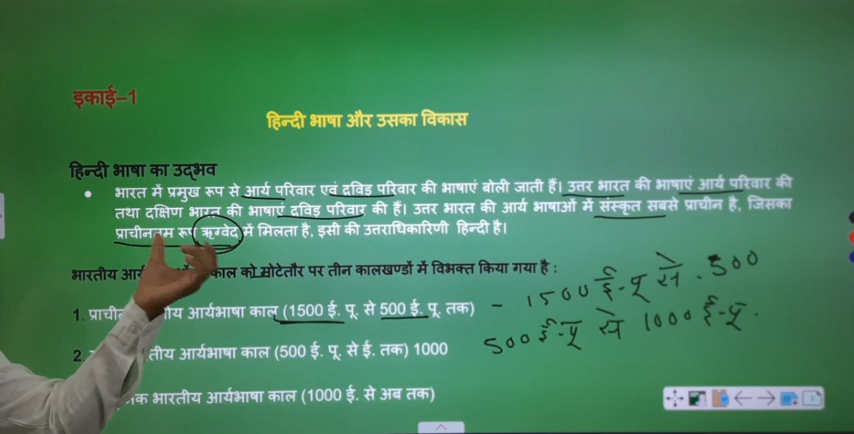 इकाई–1
हिन्दी भाषा और उसका विकास
हिन्दी भाषा का उद्भव
• भारत में प्रमुख रूप से आर्य परिवार एवं द्रविड़ परिवार की भाषाएं बोली जाती हैं। उत्तर भारत की भाषाएं आर्य परिवार की
तथा दक्षिण भारत की भाषाएं द्रविड़ परिवार की हैं। उत्तर भारत की आर्य भाषाओं में संस्कृत सबसे प्राचीन है, जिसका
प्राचीनतम रूप ऋग्वेद में मिलता है, इसी की उत्तराधिकारिणी हिन्दी है।
भारतीय काल को मोटेतौर पर तीन कालखण्डों में विभक्त किया गया है :
1. आर्यभाषा काल (1500 ई. पू. से 500 ई. पू. तक) – 1500 ई-पू से - 500
2. आर्यभाषा काल (500 ई. पू. से ई. तक) 1000
500 ई-पू से 1000 ई-पू.
भारतीय आर्यभाषा काल (1000 ई. से अब तक)